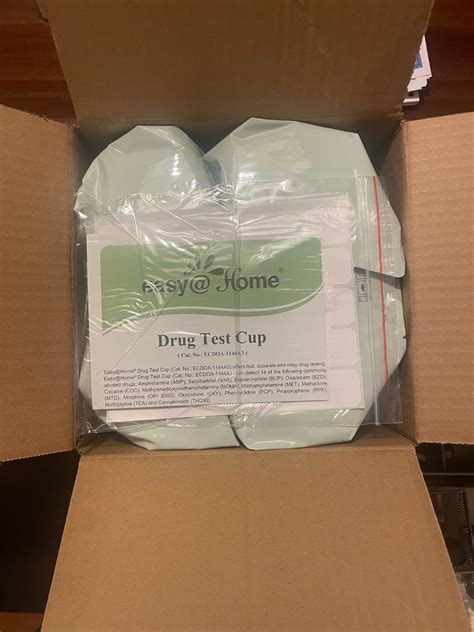 easy@Home®
Drug Test Cup
( Cat. No.: ECDOA-1144A3 )
Easy@Home® Drug Test Cup (Cat. No.: ECDOA-1144A3) offers fast, accurate and easy drug testing.
Easy@Home® Drug Test Cup (Cat. No.: ECDOA-1144A3) can detect 14 of the following commonly
abused drugs: Amphetamine (AMP), Secobarbital (BAR), Buprenorphine (BUP), Oxazepam (BZO),
Cocaine (COC), Methylenedioxymethamphetamine (MDMA), Methamphetamine (MET), Methadone
(MTD), Morphine (OPI 2000), Oxycodone (OXY), Phencyclidine (PCP), Propoxyphene (PPX),
Nortriptyline (TCA) and Cannabinoids (THC50).